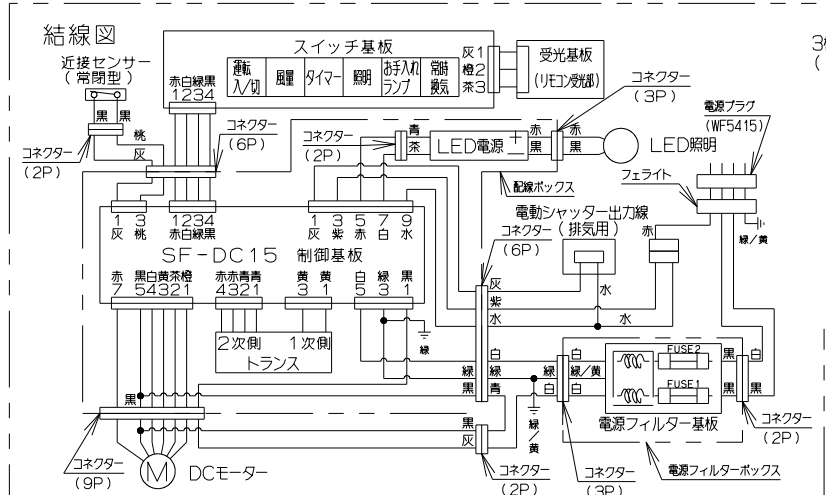 結線図
近接センサー
(常閉型)
黒 黒
コネクター
(2P)
桃
灰
赤白緑黒
1234
コネクター
(6P)
スイッチ基板
運転
入/切
風量
タイマー
照明
お手入れ
ランプ
常時
換気
灰1
橙2
茶3
受光基板
(リモコン受光部)
コネクター
(3P)
コネクター
(2P)
青
茶
LED電源
+
−
赤
黒
赤
黒
LED照明
配線ボックス
電源プラグ
(WF5415)
フェライト
緑/黄
赤
電動シャッター出力線
(排気用)
コネクター
(6P)
1 3
灰 桃
1234
赤白緑黒
1 3 5 7 9
灰 紫 赤 白 水
SF-DC15 制御基板
赤 黒白黄茶橙
7 54321
赤赤青青
4321
黄 黄
3 1
白 緑 黒
5 3 1
2次側 1次側
トランス
緑
灰
紫
水
水
水
白
緑
黒
白
緑
青
緑
白
緑/黄
白
FUSE2
FUSE1
電源フィルター基板
白
黒
黒
コネクター
(2P)
電源フィルターボックス
コネクター
(3P)
緑/黄
黒
灰
コネクター
(2P)
黒
コネクター
(9P)
M
DCモーター